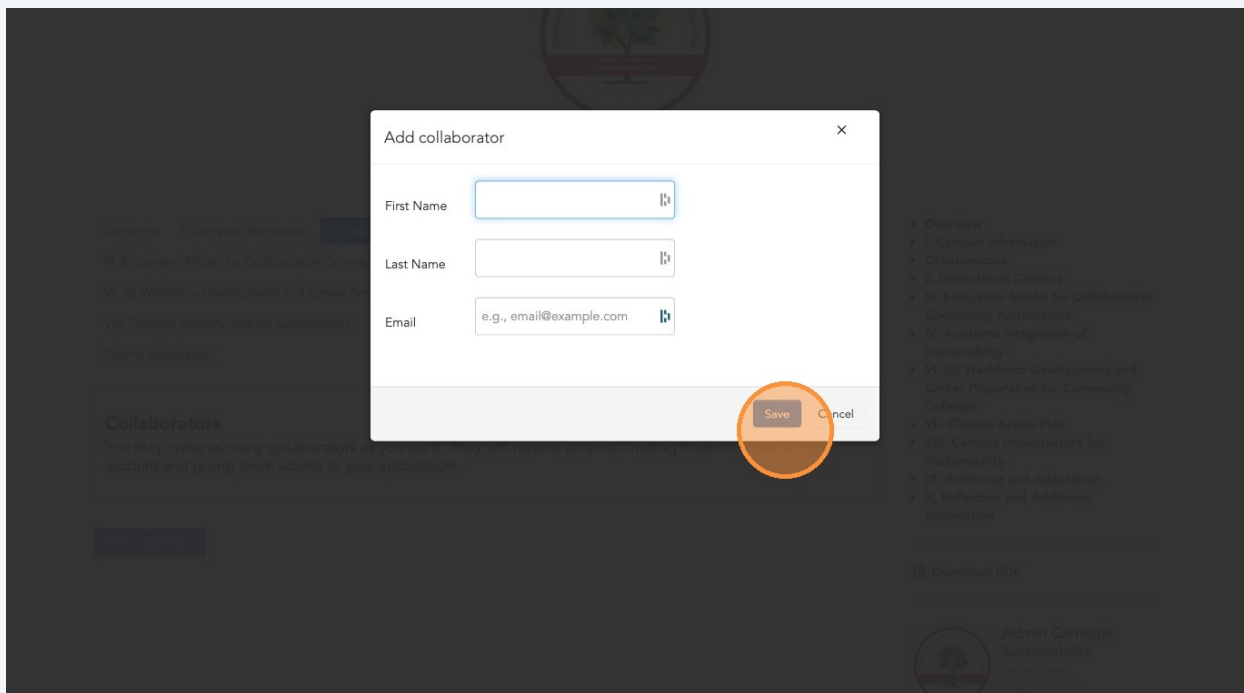 Add collaborator
×
First Name
Last Name
Email
e.g., email@example.com
Save
Cancel
Overview I. Campus Information
III. Ecosystem Model for Collaborative
VI. (B) Workforce Development and Career
VIII. Campus Infrastructure for Sustainability
Submit Application
Collaborators
You may invite as many collaborators as you want. They will receive an email inviting them to
account and giving them access to your application.
Add collaborator
Overview
I. Campus Information
Collaborators
II. Institutional Context
III. Ecosystem Model for Collaborative
Community Partnerships
IV. Academic Integration of
Sustainability
VI. (B) Workforce Development and
Career Preparation for Community
Colleges
VII. Climate Action Plan
VIII. Campus Infrastructure for
Sustainability
IX. Resilience and Adaptation
X. Reflection and Additional
Information
Download PDF
Admin Carnegie
Sustainability